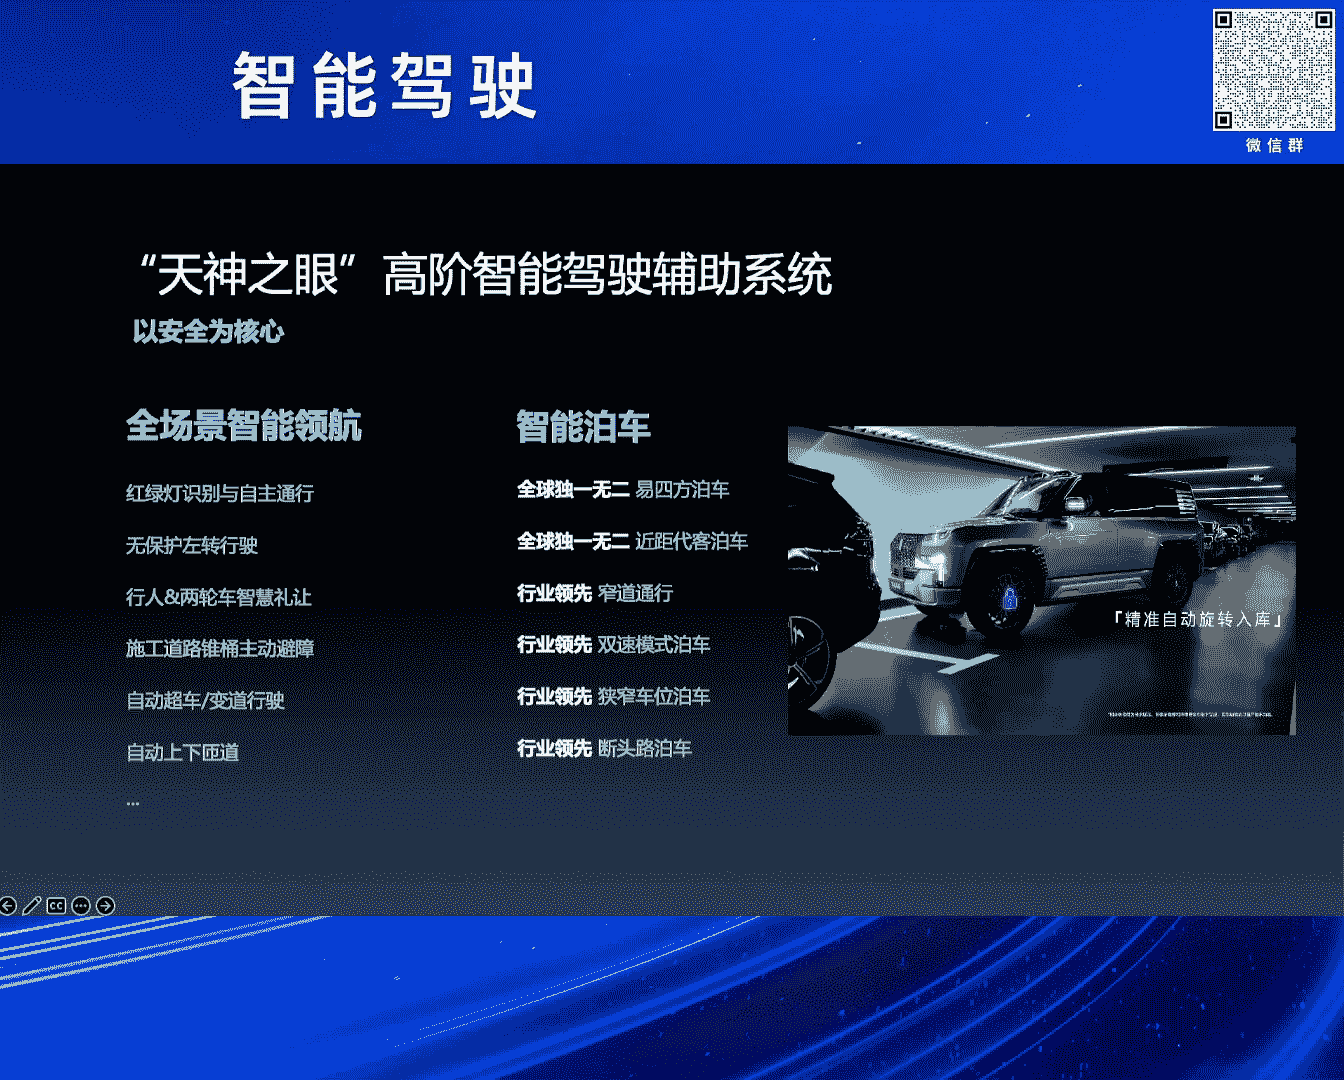 智能驾驶
微信群
“天神之眼”高阶智能驾驶辅助系统
以安全为核心
全场景智能领航
红绿灯识别与自主通行
无保护左转行驶
行人&两轮车智慧礼让
施工道路锥桶主动避障
自动超车/变道行驶
自动上下匝道
...
智能泊车
全球独一无二 易四方泊车
全球独一无二 近距代客泊车
行业领先 窄道通行
行业领先 双速模式泊车
行业领先 狭窄车位泊车
行业领先 断头路泊车
「精准自动旋转入库」
CC